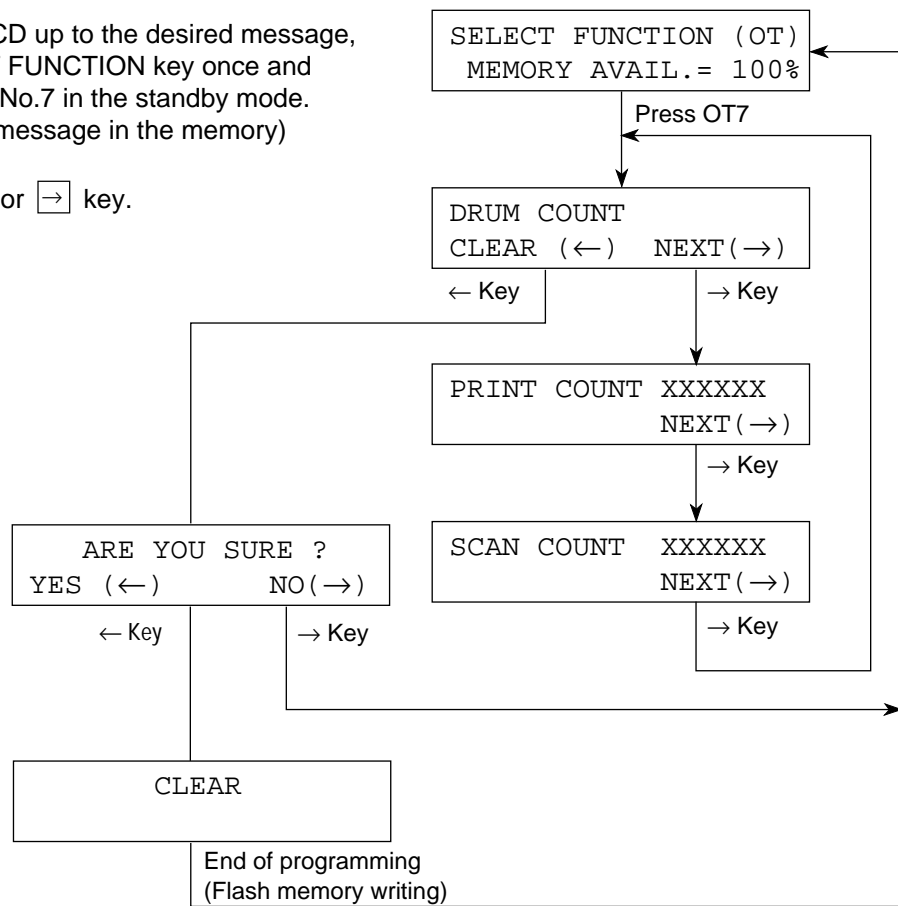 CD up to the desired message,
FUNCTION key once and
No.7 in the standby mode.
message in the memory)
or → key.
SELECT FUNCTION (OT)
MEMORY AVAIL.= 100%
Press OT7
DRUM COUNT
CLEAR (←) NEXT(→)
← Key → Key
PRINT COUNT XXXXXX
NEXT(→)
→ Key
SCAN COUNT XXXXXX
NEXT(→)
→ Key
ARE YOU SURE ?
YES (←) NO(→)
← Key → Key
CLEAR
End of programming
(Flash memory writing)